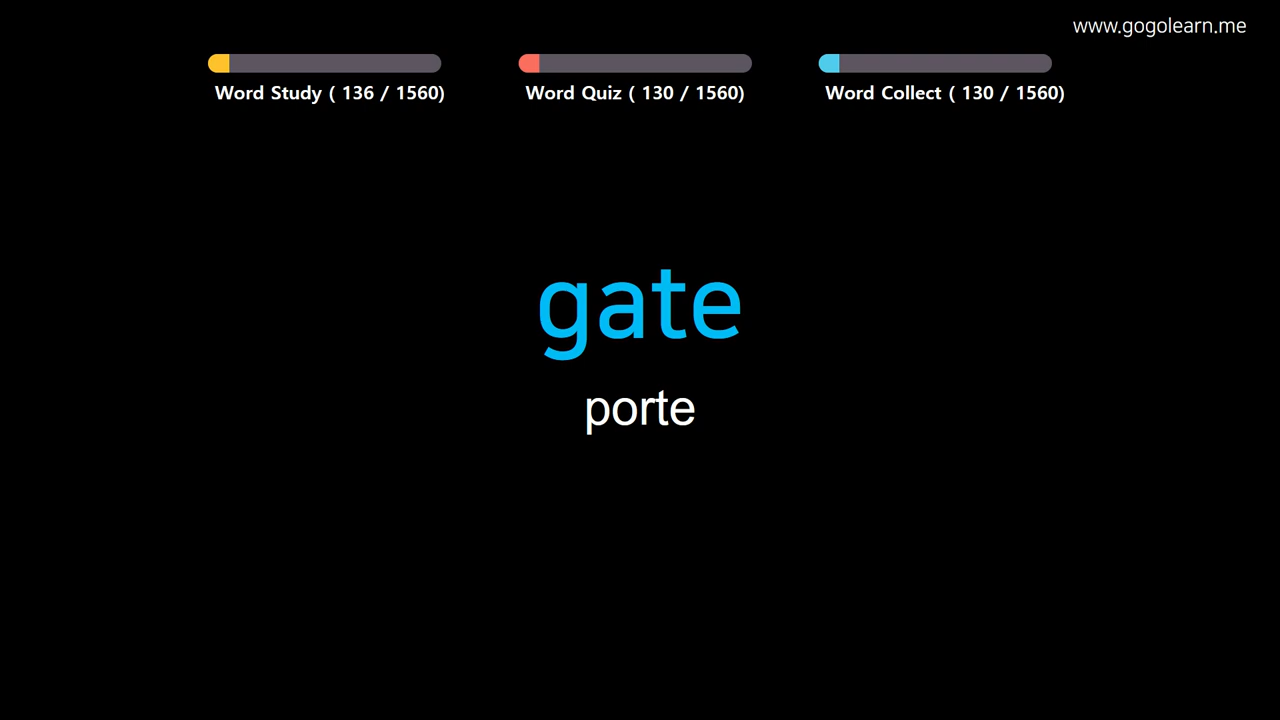 www.gogolearn.me
Word Study ( 136 / 1560)
Word Quiz ( 130 / 1560)
Word Collect ( 130 / 1560)
gate
porte